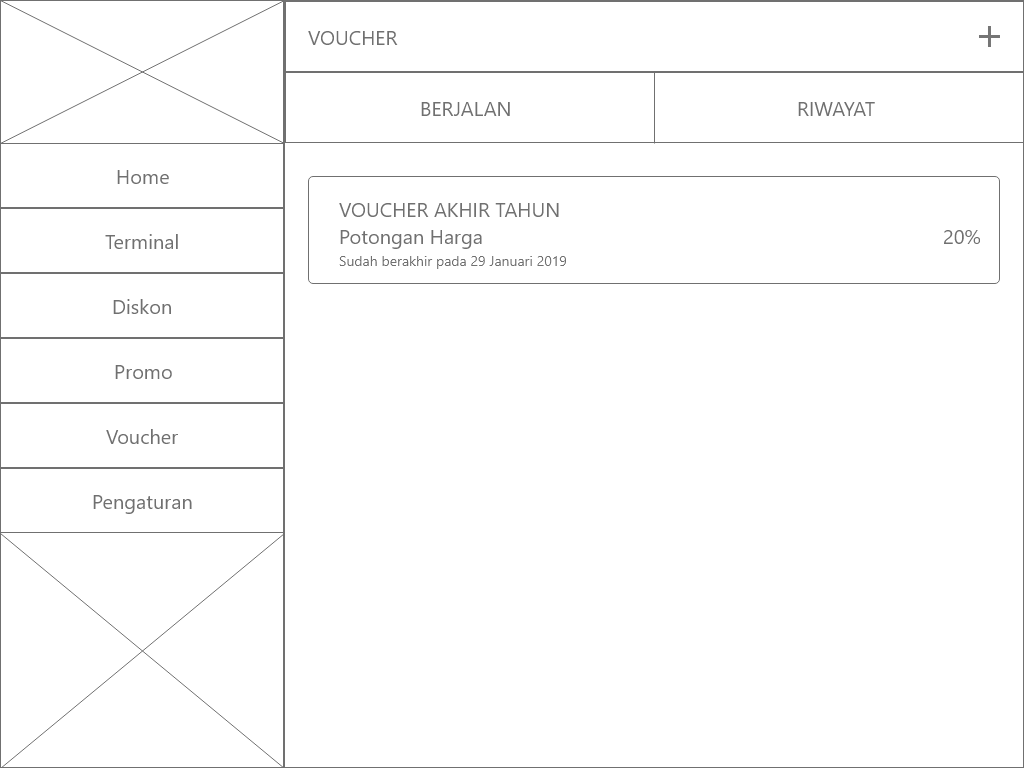 VOUCHER
BERJALAN
RIWAYAT
Home
Terminal
Diskon
Promo
Voucher
Pengaturan
VOUCHER AKHIR TAHUN
Potongan Harga
20%
Sudah berakhir pada 29 Januari 2019